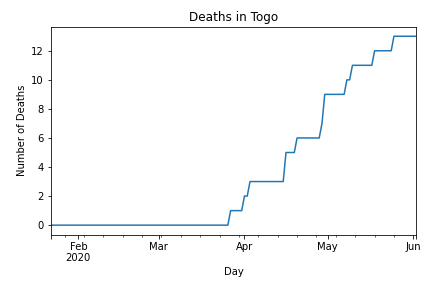 Deaths in Togo
Number of Deaths
12
10
8
6
4
2
0
Feb
2020
Mar
Apr
May
Jun
Day